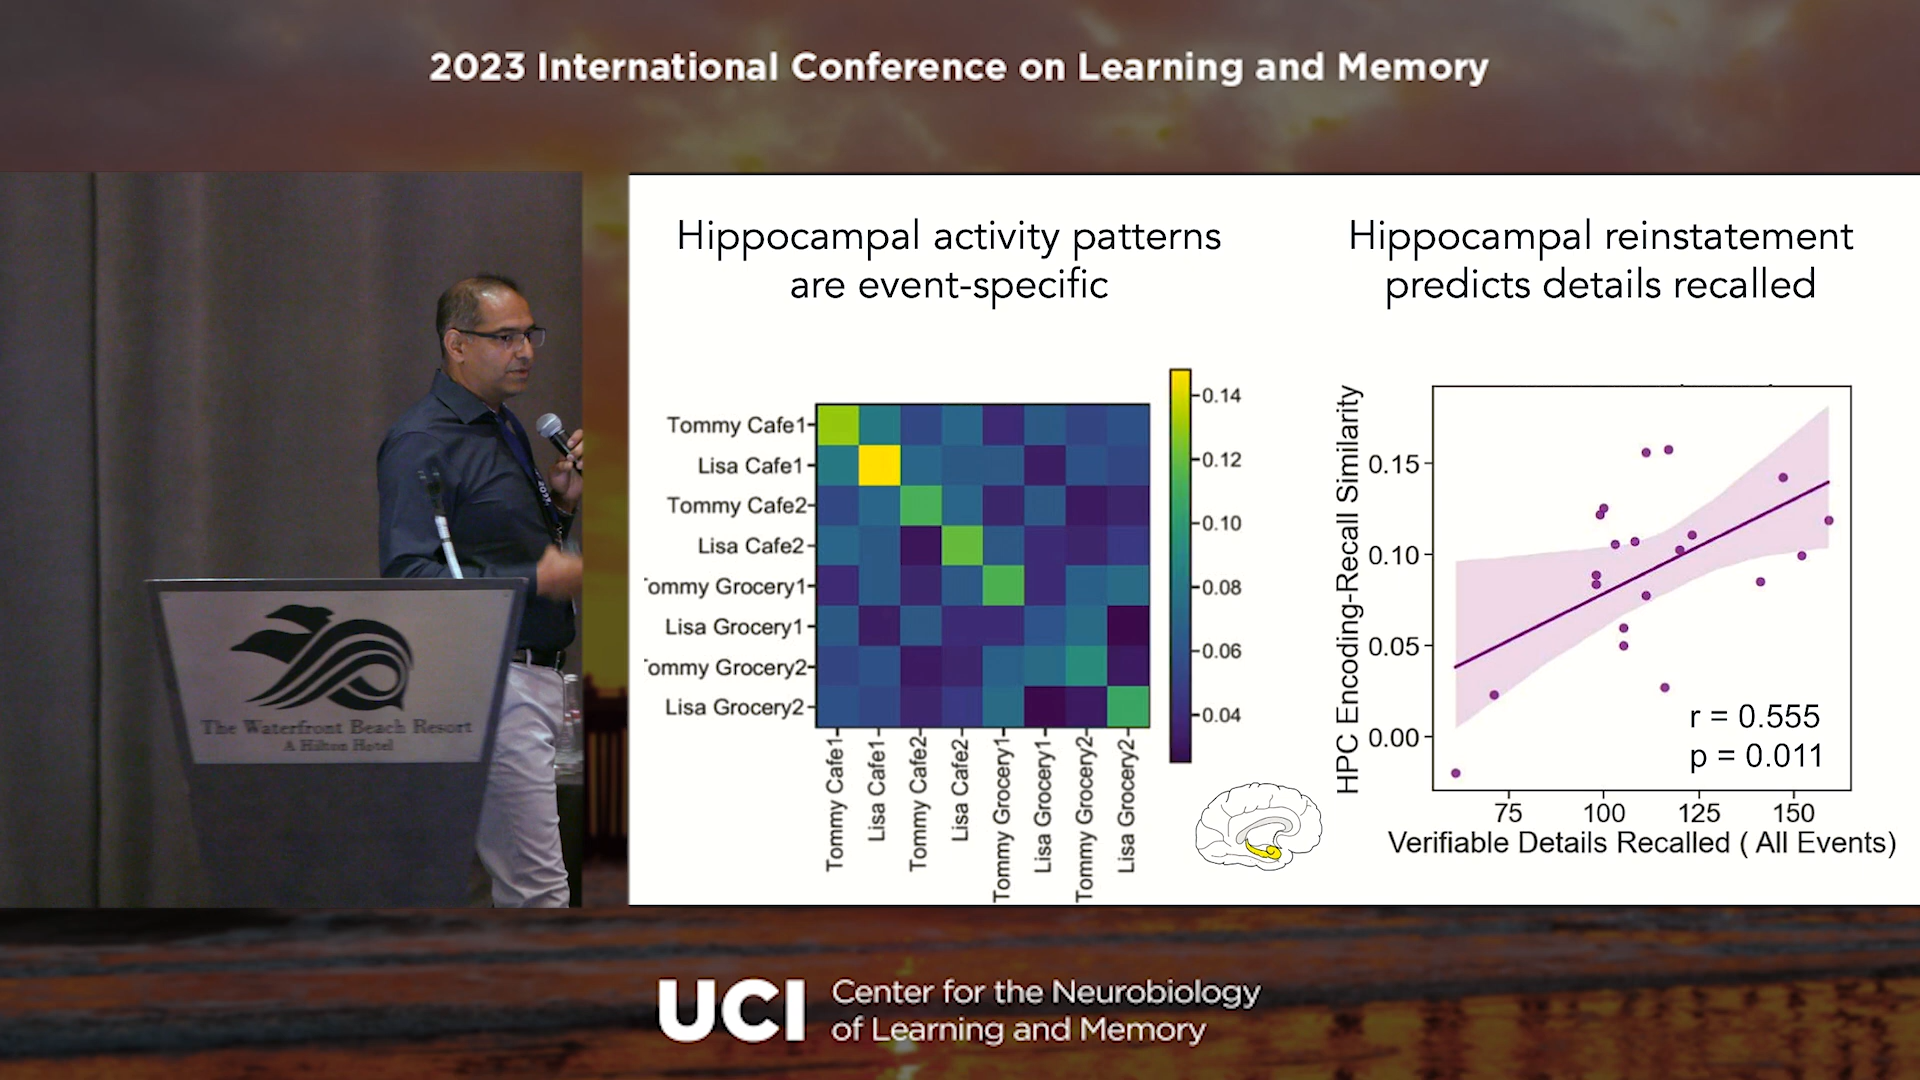 2023 International Conference on Learning and Memory
The Waterfront Beach Resort
A Hilton Hotel
Hippocampal activity patterns
are event-specific
Tommy Cafe1
Lisa Cafe1
Tommy Cafe2
Lisa Cafe2
ommy Grocery1
Lisa Grocery1
ommy Grocery2
Lisa Grocery2
Tommy Cafe1
Lisa Cafe1
Tommy Cafe2
Lisa Cafe2
Tommy Grocery1
Lisa Grocery1
Tommy Grocery2
Lisa Grocery2
0.14
0.12
0.10
0.08
0.06
0.04
Hippocampal reinstatement
predicts details recalled
HPC Encoding-Recall Similarity
0.15
0.10
0.05
0.00
r = 0.555
p = 0.011
75 100 125 150
Verifiable Details Recalled ( All Events)
UCI
Center for the Neurobiology
of Learning and Memory